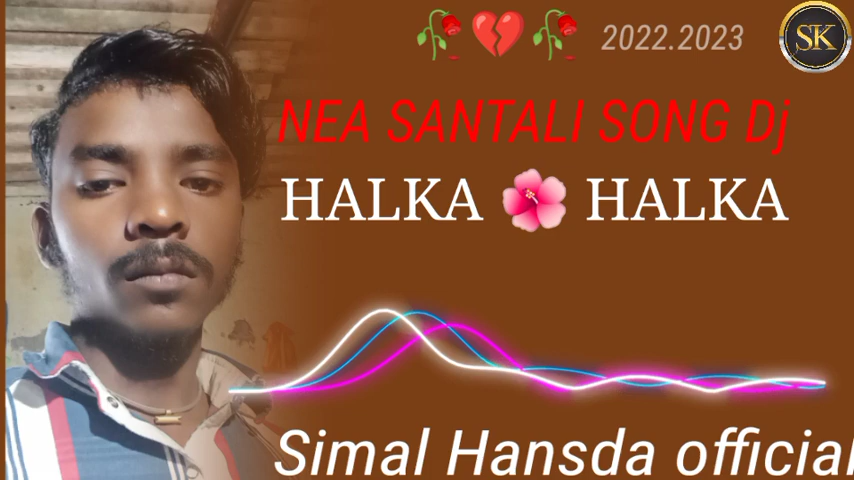 2022.2023
SK
NEA SANTALI SONG Dj
HALKA HALKA
Simal Hansda official